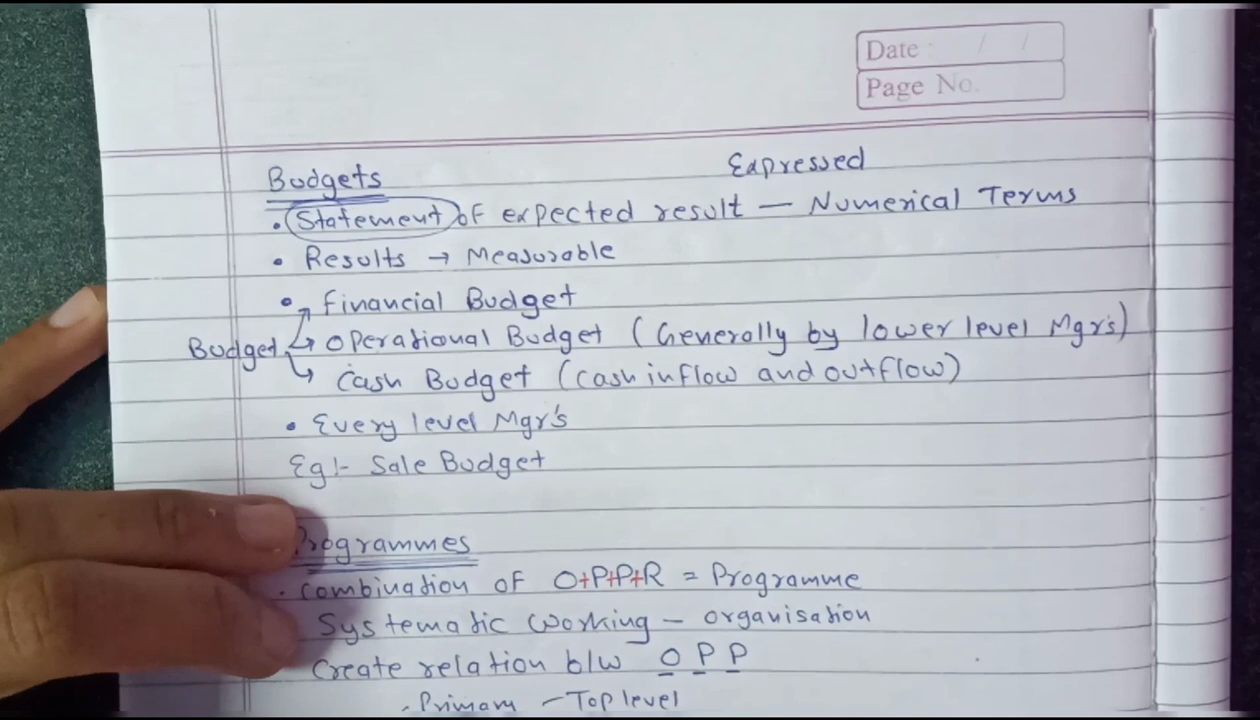 Date / /
Page No.
Budgets
Expressed
• Statement of expected result — Numerical Terms
• Results → Measurable
• Financial Budget
Budget → Operational Budget (Generally by lower level Mgr's)
→ Cash Budget (Cash inflow and outflow)
• Every level Mgr's
Eg:- Sale Budget
Programmes
• Combination of O+P+P+R = Programme
Systematic working — organisation
Create relation b/w O P P
• Primary — Top level